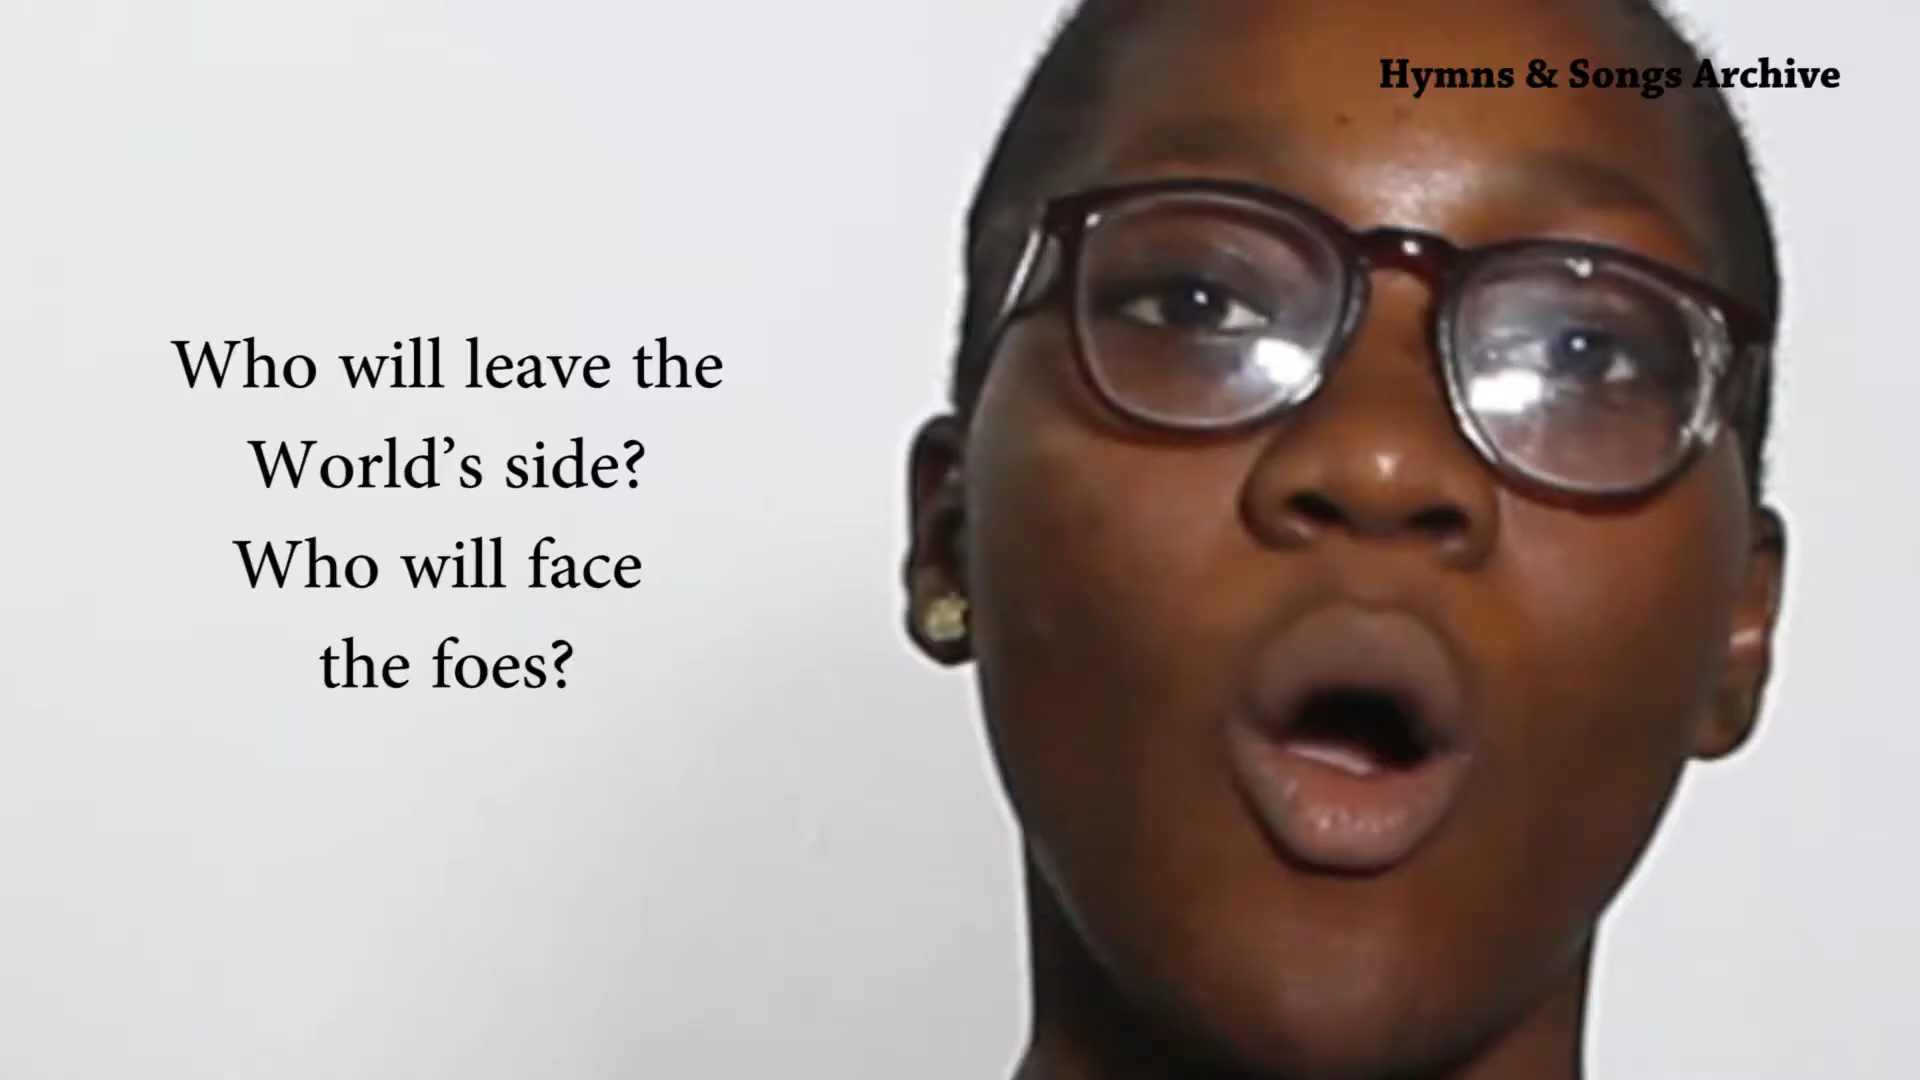 Hymns & Songs Archive
Who will leave the
World's side?
Who will face
the foes?